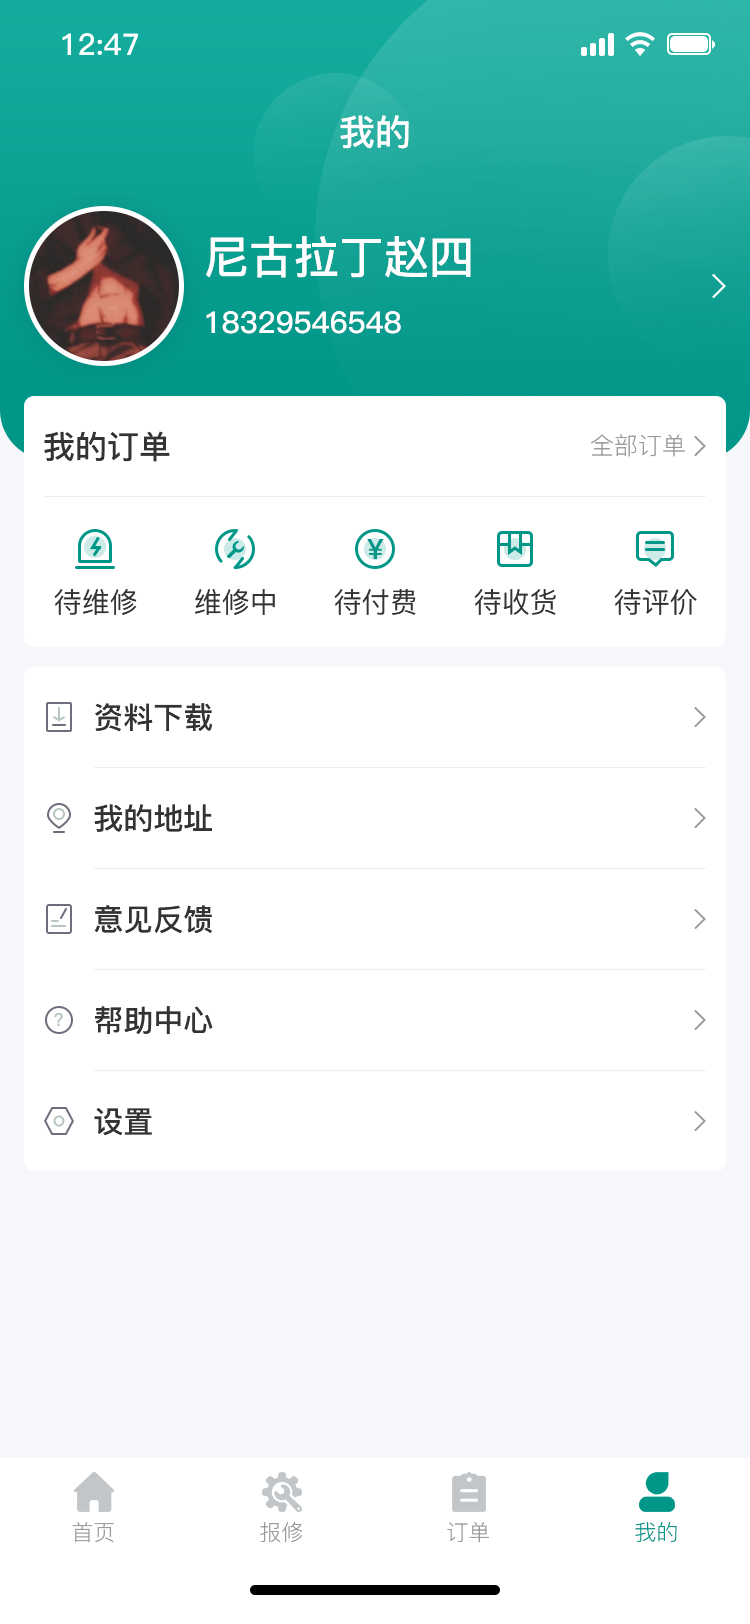 12:47
我的
尼古拉丁赵四
18329546548
我的订单 全部订单
待维修 维修中 待付费 待收货 待评价
资料下载
我的地址
意见反馈
帮助中心
设置
首页 报修 订单 我的